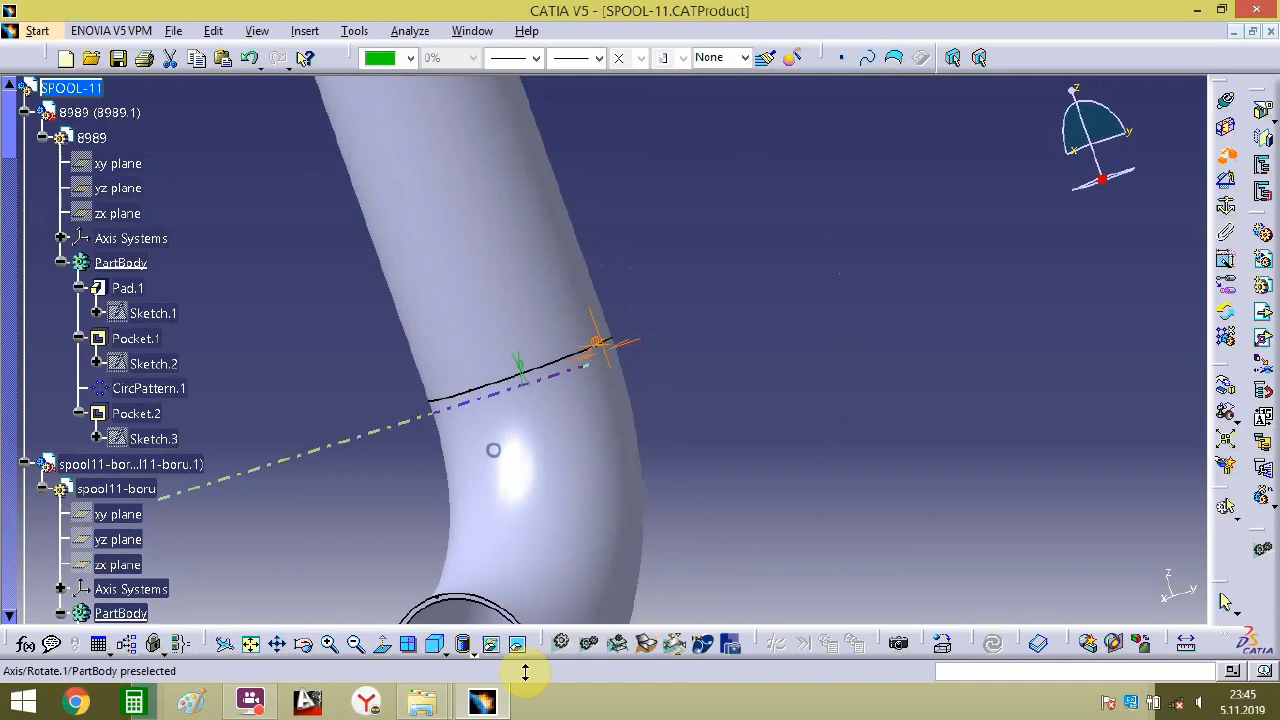 CATIA V5 - [SPOOL-11.CATProduct]
Start ENOVIA V5 VPM File Edit View Insert Tools Analyze Window Help
0% None
SPOOL-11
8989 (8989.1)
8989
xy plane
yz plane
zx plane
Axis Systems
PartBody
Pad.1
Sketch.1
Pocket.1
Sketch.2
CircPattern.1
Pocket.2
Sketch.3
spool11-bor...l11-boru.1)
spool11-boru
xy plane
yz plane
zx plane
Axis Systems
PartBody
z
y
x
z
y
x
f(x)
CATIA
Axis/Rotate.1/PartBody preselected
23:45
5.11.2019